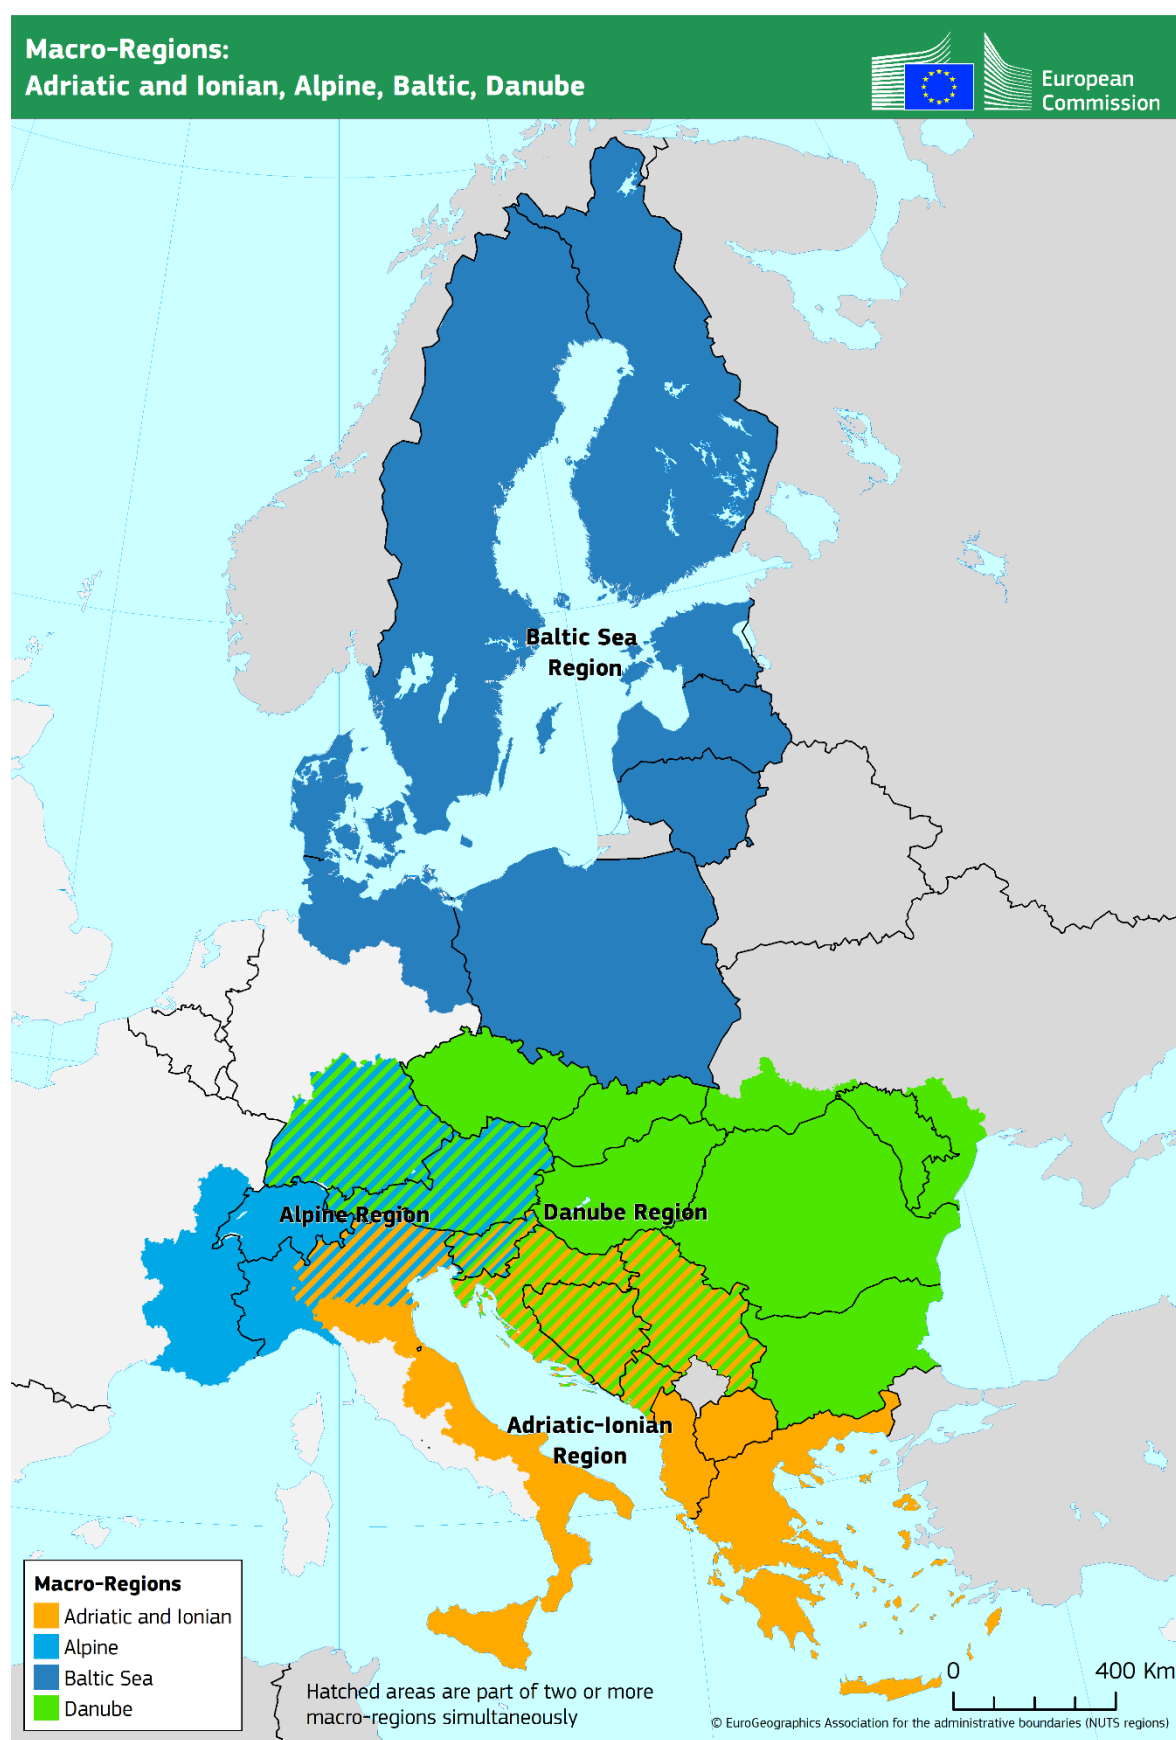 Macro-Regions:
Adriatic and Ionian, Alpine, Baltic, Danube
European
Commission
Baltic Sea
Region
Alpine Region
Danube Region
Adriatic-Ionian
Region
Macro-Regions
Adriatic and Ionian
Alpine
Baltic Sea
Danube
Hatched areas are part of two or more
macro-regions simultaneously
0 400 Km
© EuroGeographics Association for the administrative boundaries (NUTS regions)